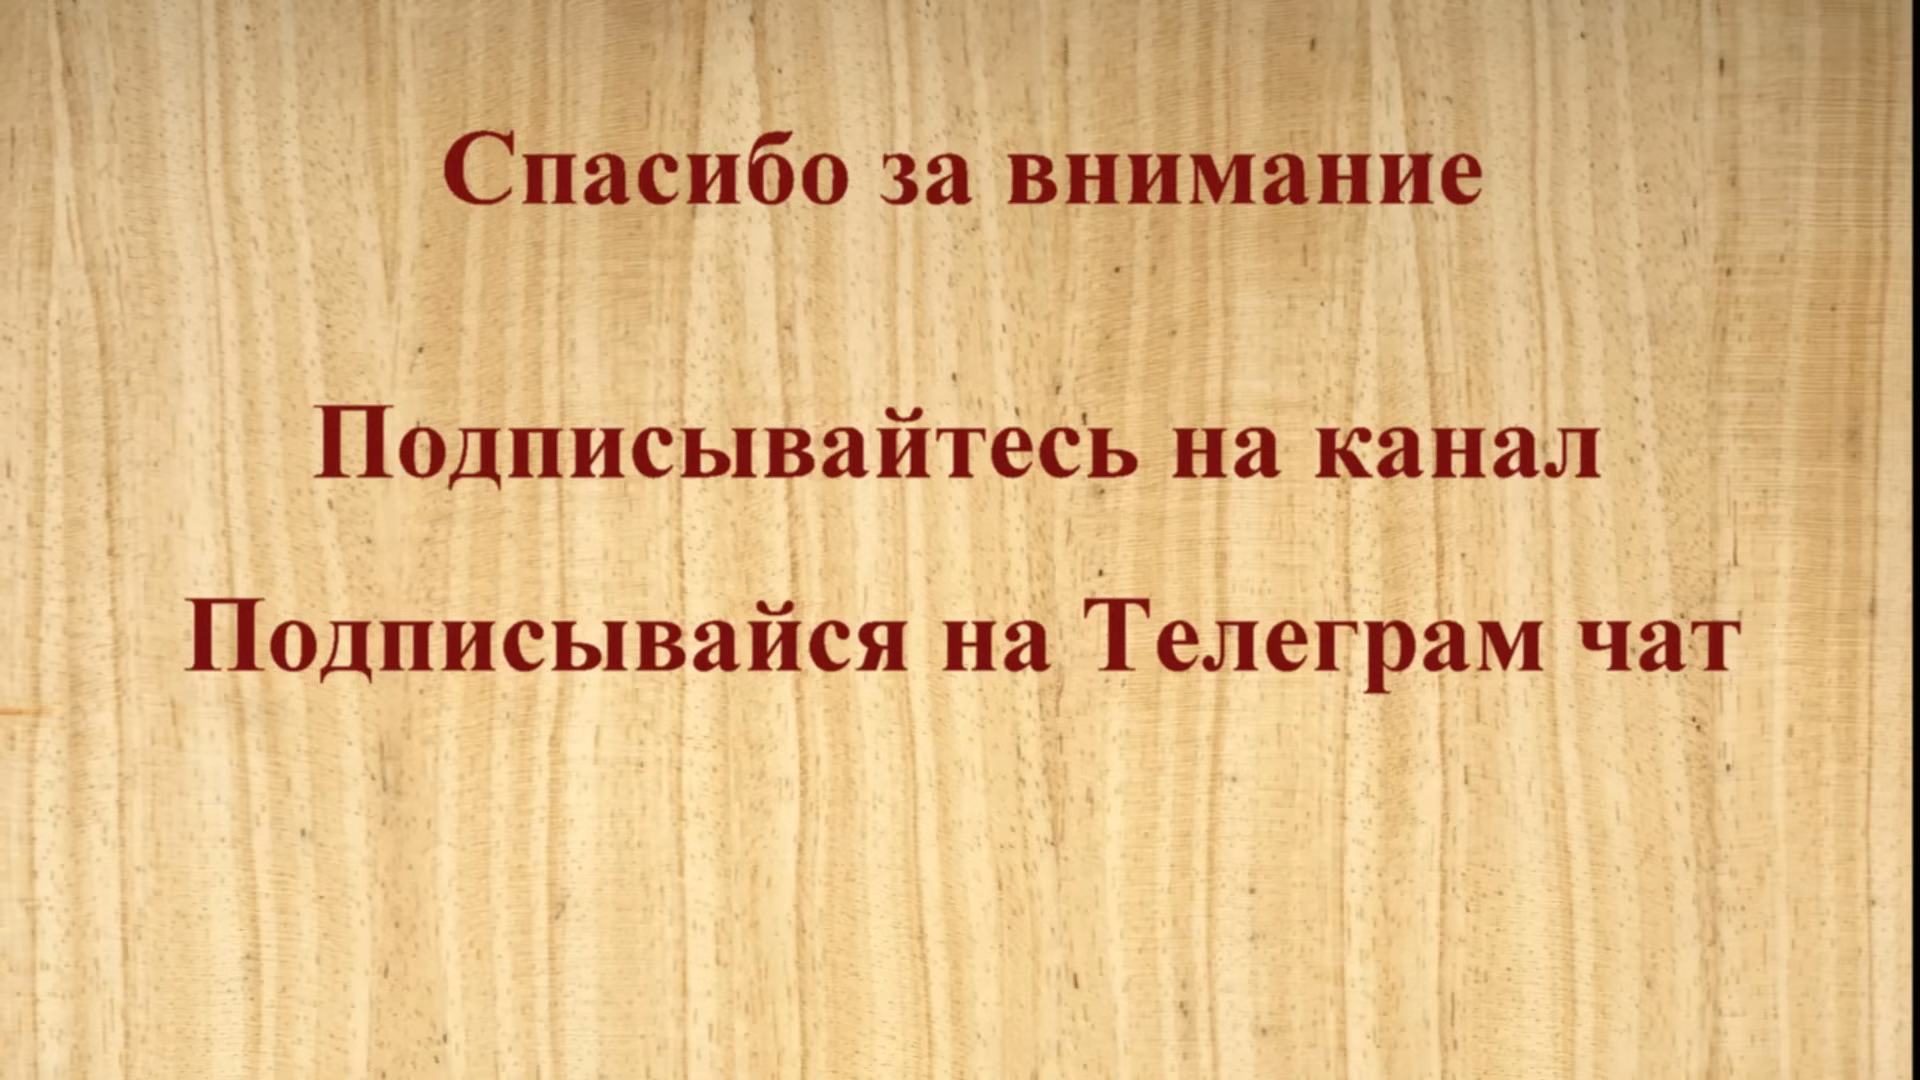 Спасибо за внимание
Подписывайтесь на канал
Подписывайся на Телеграм чат